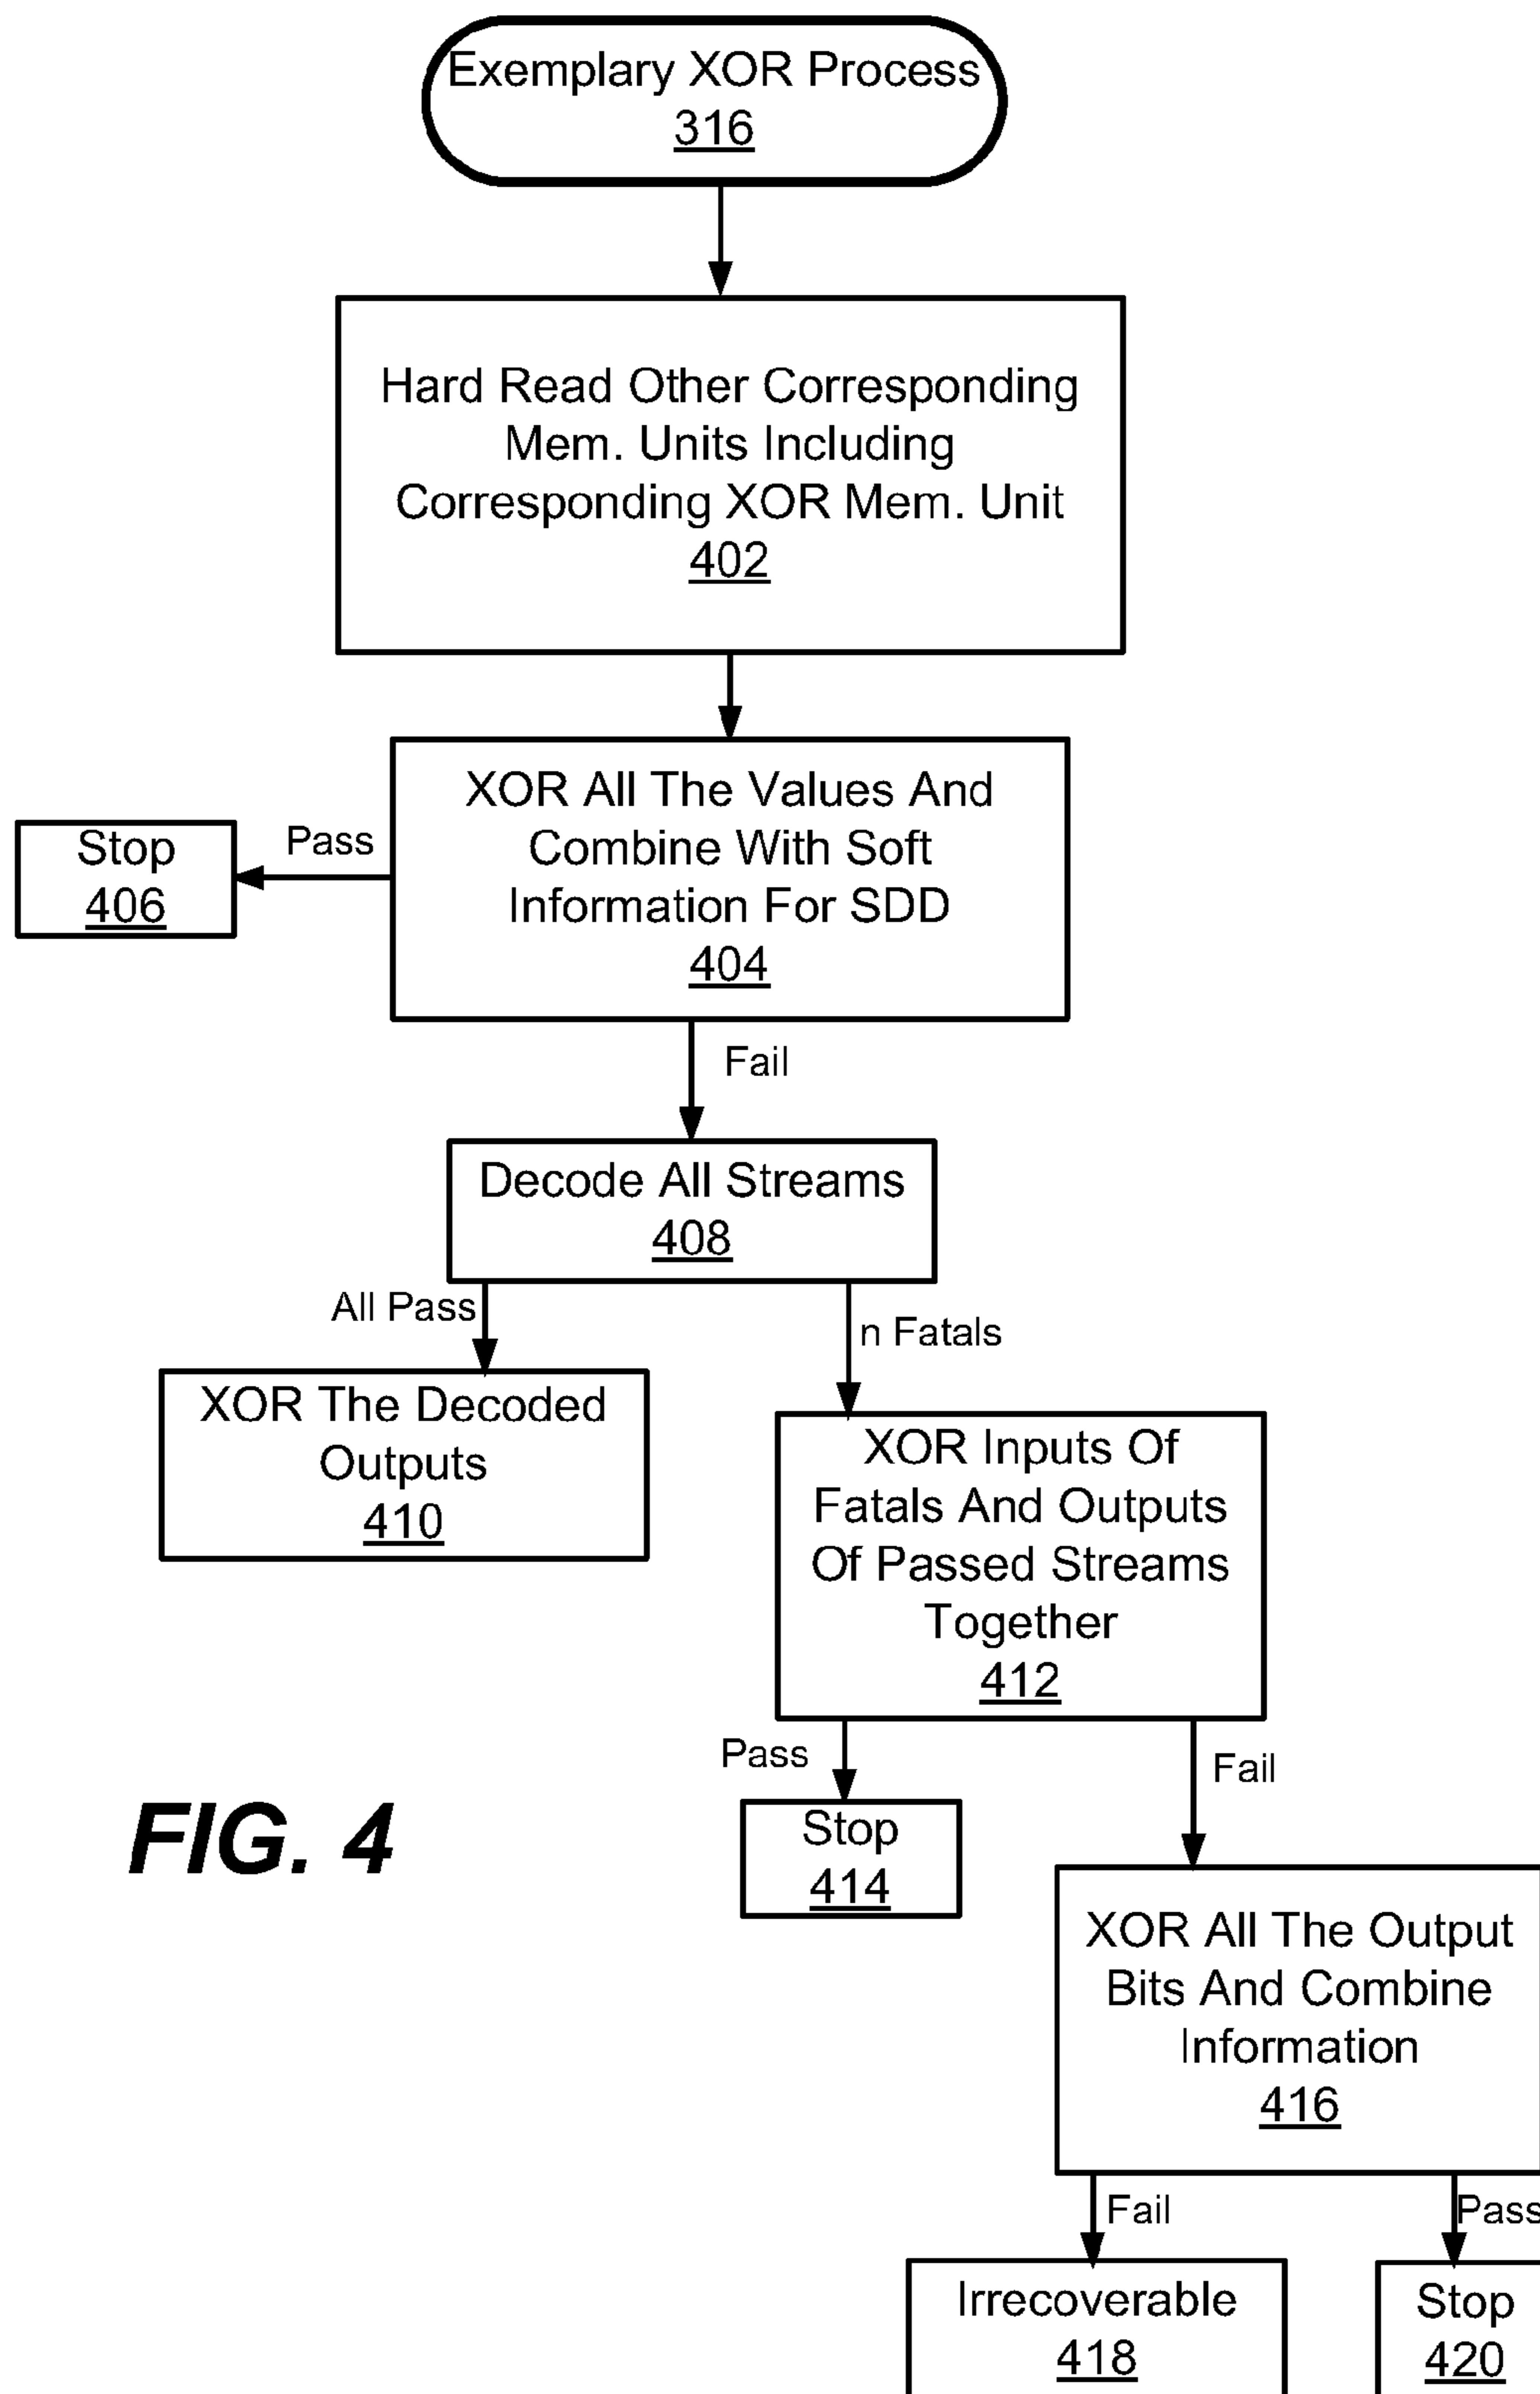 Exemplary XOR Process
316
Hard Read Other Corresponding
Mem. Units Including
Corresponding XOR Mem. Unit
402
XOR All The Values And
Combine With Soft
Information For SDD
404
Pass
Stop
406
Fail
Decode All Streams
408
All Pass
n Fatals
XOR The Decoded
Outputs
410
XOR Inputs Of
Fatals And Outputs
Of Passed Streams
Together
412
Pass
Fail
Stop
414
FIG. 4
XOR All The Output
Bits And Combine
Information
416
Fail
Pass
Irrecoverable
418
Stop
420